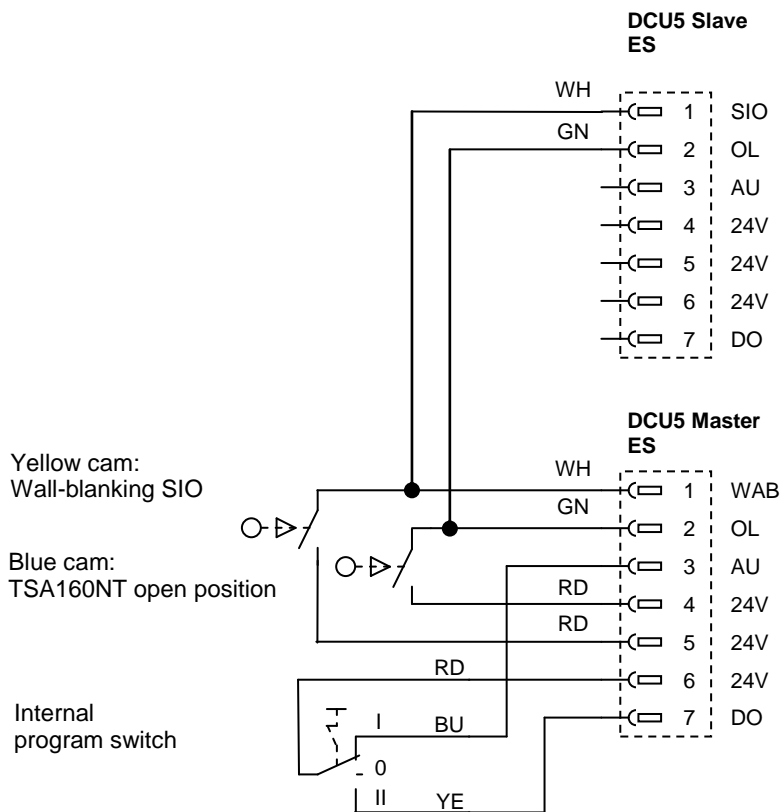 DCU5 Slave
ES
WH
1 SIO
GN
2 OL
3 AU
4 24V
5 24V
6 24V
7 DO
DCU5 Master
ES
Yellow cam:
Wall-blanking SIO
WH
1 WAB
GN
2 OL
Blue cam:
TSA160NT open position
3 AU
RD
4 24V
RD
5 24V
RD
6 24V
Internal
program switch
I
BU
7 DO
0
II
YE